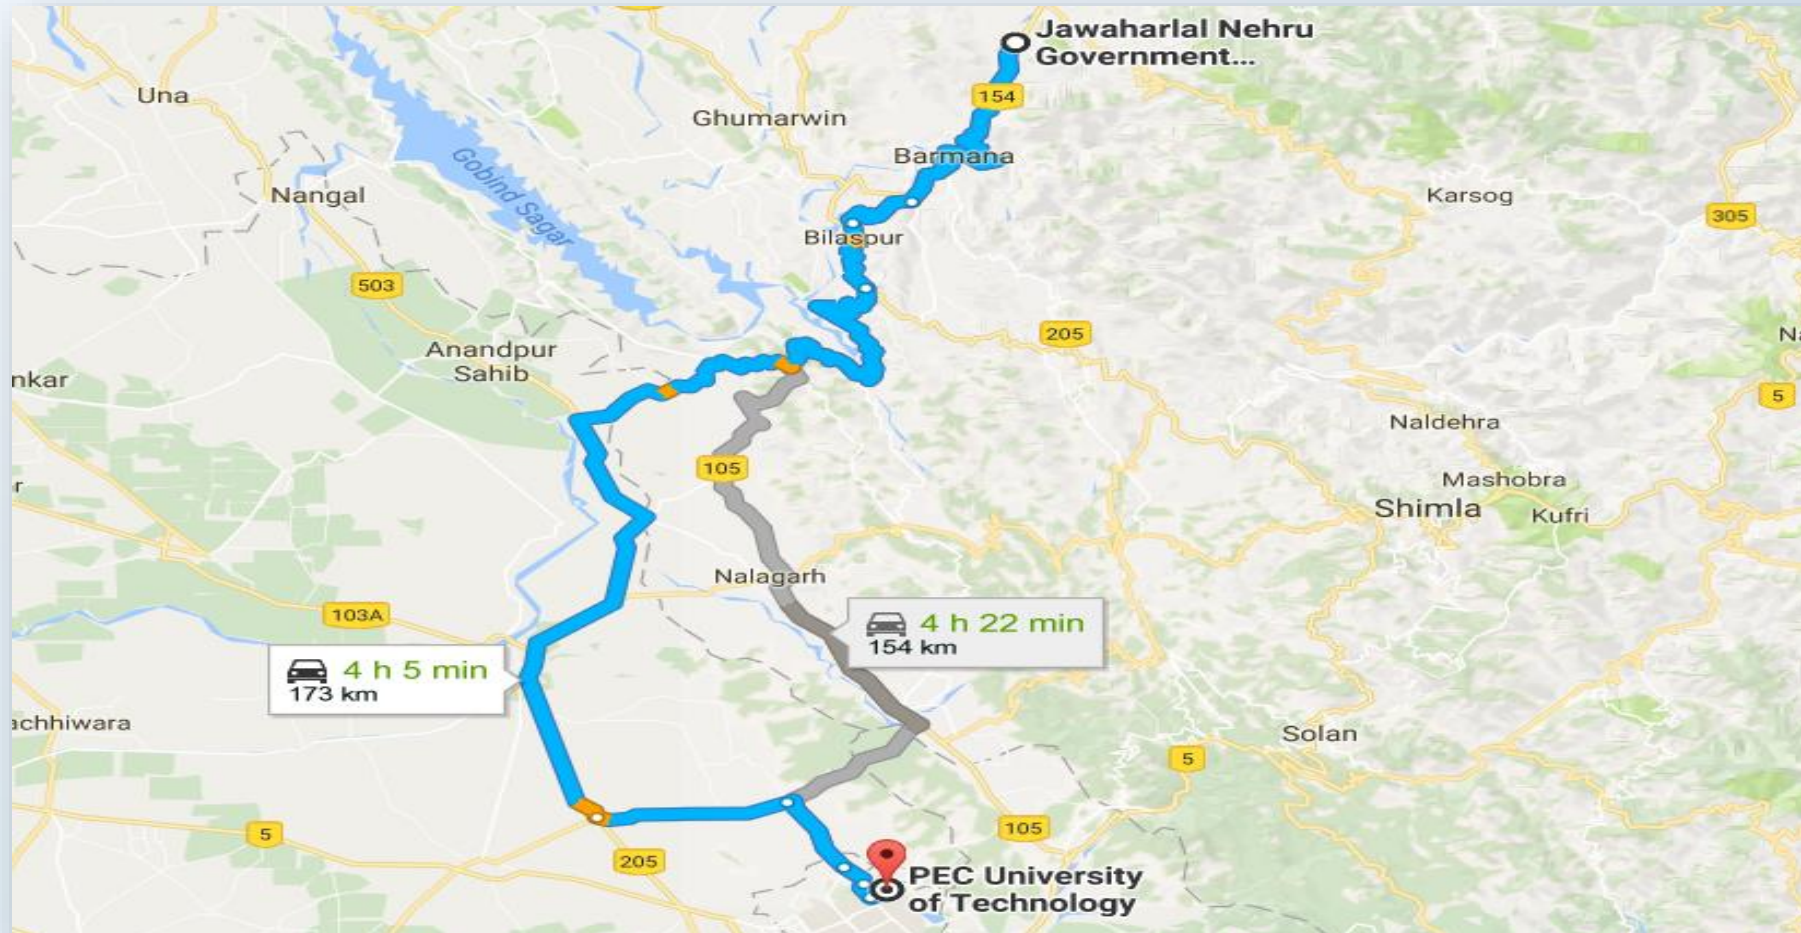 Jawaharlal Nehru
Government...
154
Una
Ghumarwin
Barmana
Gobind Sagar
Nangal
Karsog
305
Bilaspur
503
205
Na
Anandpur
Sahib
nkar
5
Naldehra
105
Mashobra
r
Shimla
Kufri
Nalagarh
103A
4 h 22 min
154 km
4 h 5 min
173 km
achhiwara
Solan
5
5
105
205
PEC University
of Technology